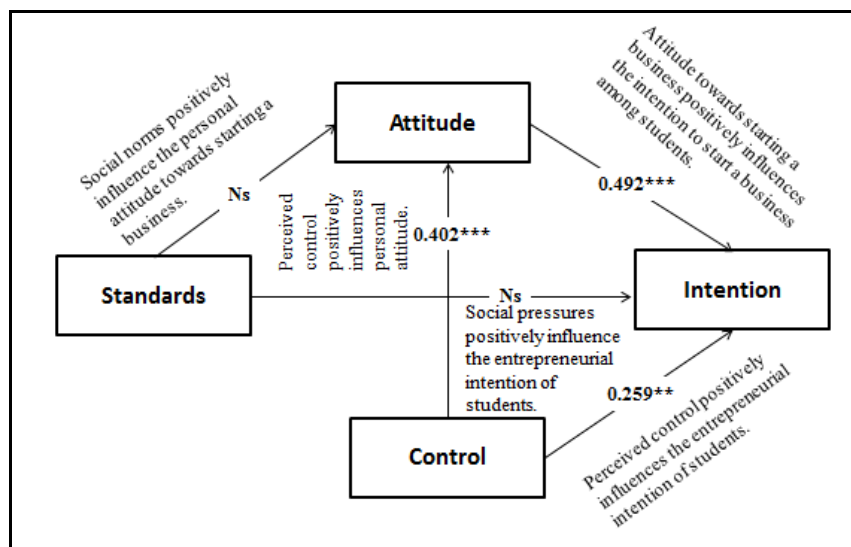 Social norms positively
influence the personal
attitude towards starting a
business.
Ns
Attitude
Attitude towards starting a
business positively influences
the intention to start a business
among students.
0.492***
Perceived
control
positively
influences
personal
attitude.
0.402***
Standards
Ns
Intention
Social pressures
positively influence
the entrepreneurial
intention of
students.
0.259**
Control
Perceived control positively
influences the entrepreneurial
intention of students.